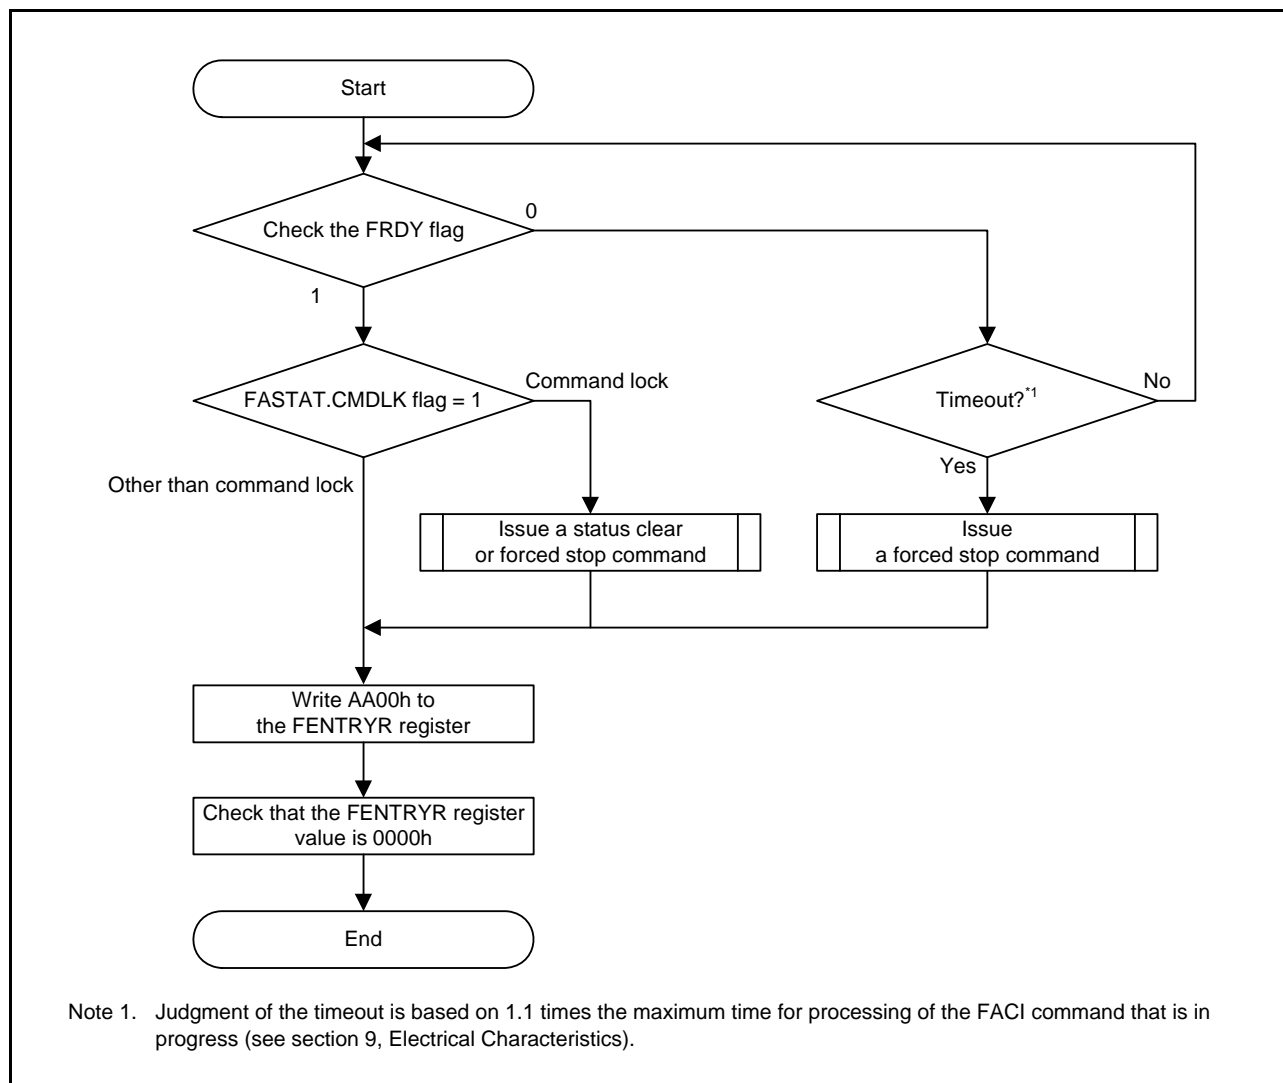 Start
Check the FRDY flag
0
1
FASTAT.CMDLK flag = 1
Command lock
Timeout?*1
No
Yes
Other than command lock
Issue a status clear
or forced stop command
Issue
a forced stop command
Write AA00h to
the FENTRYR register
Check that the FENTRYR register
value is 0000h
End
Note 1. Judgment of the timeout is based on 1.1 times the maximum time for processing of the FACI command that is in
progress (see section 9, Electrical Characteristics).